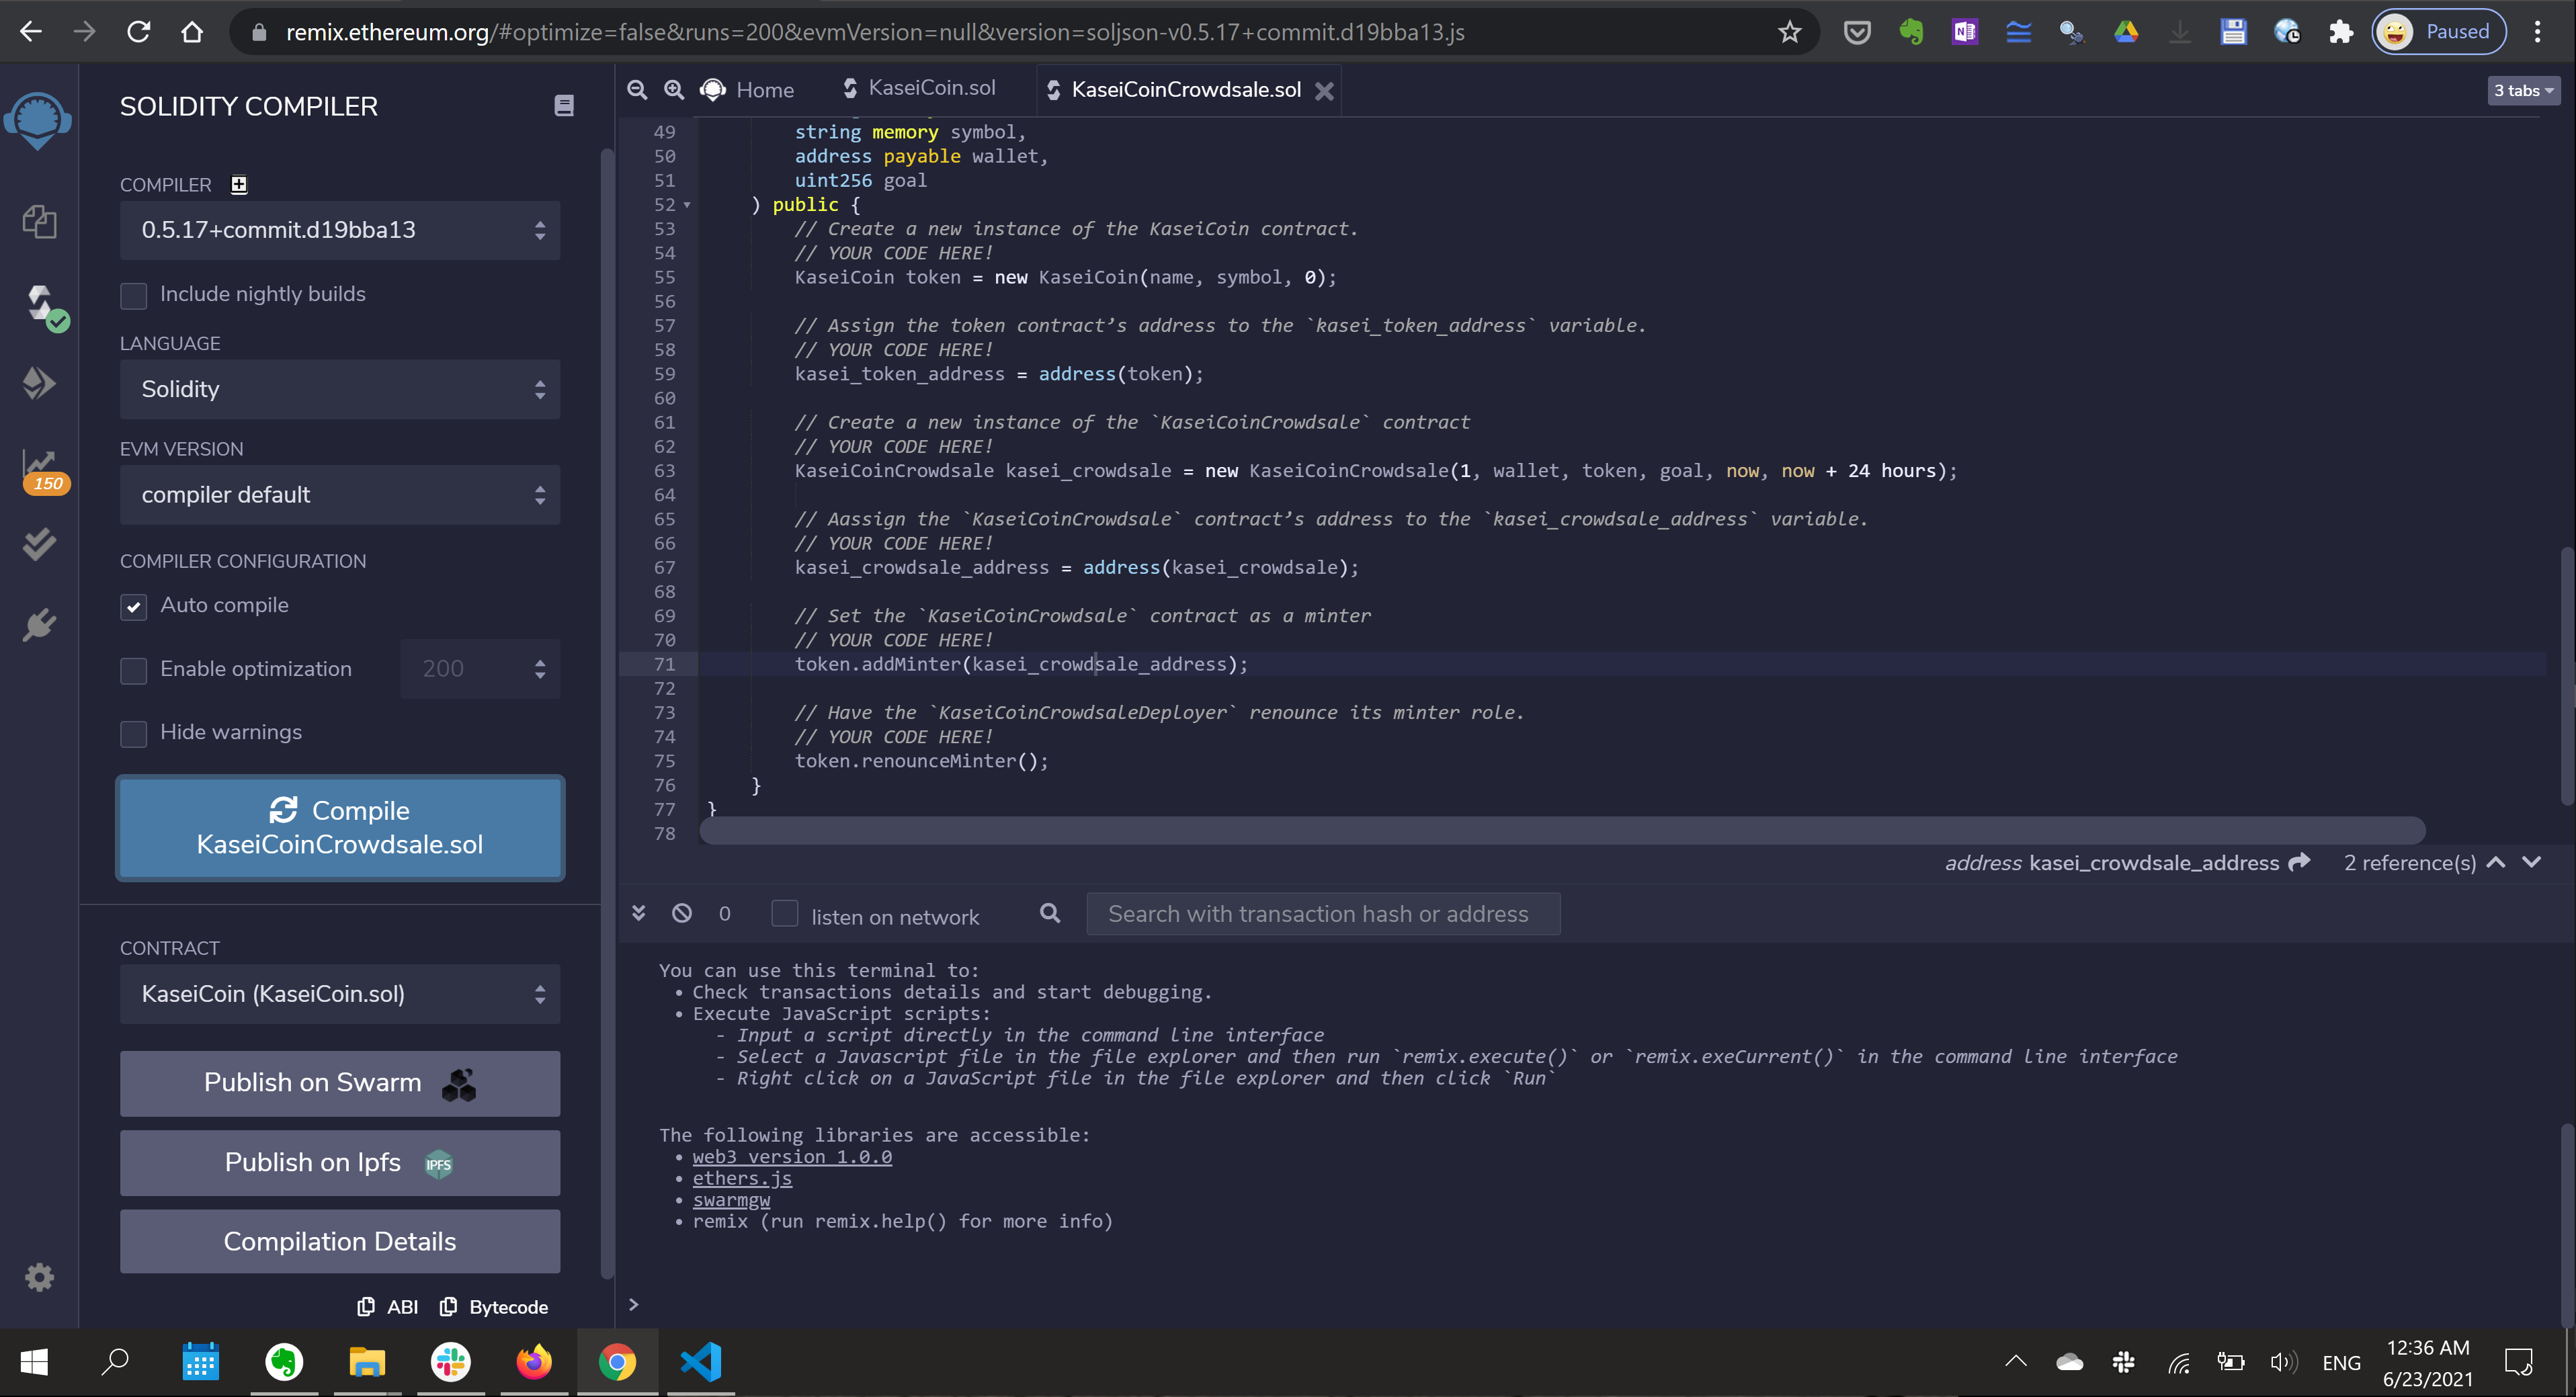 remix.ethereum.org/#optimize=false&runs=200&evmVersion=null&version=soljson-v0.5.17+commit.d19bba13.js
Paused
SOLIDITY COMPILER
COMPILER
0.5.17+commit.d19bba13
Include nightly builds
LANGUAGE
Solidity
EVM VERSION
compiler default
150
COMPILER CONFIGURATION
Auto compile
Enable optimization
200
Hide warnings
Compile
KaseiCoinCrowdsale.sol
CONTRACT
KaseiCoin (KaseiCoin.sol)
Publish on Swarm
Publish on Ipfs
IPFS
Compilation Details
ABI
Bytecode
Home
KaseiCoin.sol
KaseiCoinCrowdsale.sol
3 tabs
49 string memory symbol,
50 address payable wallet,
51 uint256 goal
52 ) public {
53 // Create a new instance of the KaseiCoin contract.
54 // YOUR CODE HERE!
55 KaseiCoin token = new KaseiCoin(name, symbol, 0);
56
57 // Assign the token contract’s address to the `kasei_token_address` variable.
58 // YOUR CODE HERE!
59 kasei_token_address = address(token);
60
61 // Create a new instance of the `KaseiCoinCrowdsale` contract
62 // YOUR CODE HERE!
63 KaseiCoinCrowdsale kasei_crowdsale = new KaseiCoinCrowdsale(1, wallet, token, goal, now, now + 24 hours);
64
65 // Aassign the `KaseiCoinCrowdsale` contract’s address to the `kasei_crowdsale_address` variable.
66 // YOUR CODE HERE!
67 kasei_crowdsale_address = address(kasei_crowdsale);
68
69 // Set the `KaseiCoinCrowdsale` contract as a minter
70 // YOUR CODE HERE!
71 token.addMinter(kasei_crowdsale_address);
72
73 // Have the `KaseiCoinCrowdsaleDeployer` renounce its minter role.
74 // YOUR CODE HERE!
75 token.renounceMinter();
76 }
77 }
78
address kasei_crowdsale_address 2 reference(s)
0 listen on network Search with transaction hash or address
You can use this terminal to:
• Check transactions details and start debugging.
• Execute JavaScript scripts:
- Input a script directly in the command line interface
- Select a Javascript file in the file explorer and then run `remix.execute()` or `remix.exeCurrent()` in the command line interface
- Right click on a JavaScript file in the file explorer and then click `Run`
The following libraries are accessible:
• web3 version 1.0.0
• ethers.js
• swarmgw
• remix (run remix.help() for more info)
>
ENG
12:36 AM
6/23/2021